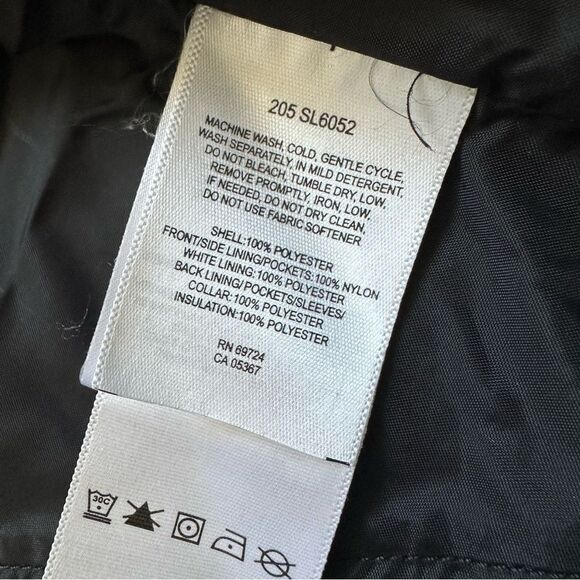 205 SL6052
MACHINE WASH, COLD, GENTLE CYCLE,
WASH SEPARATELY, IN MILD DETERGENT,
DO NOT BLEACH, TUMBLE DRY, LOW,
REMOVE PROMPTLY, IRON, LOW,
IF NEEDED, DO NOT DRY CLEAN,
DO NOT USE FABRIC SOFTENER
SHELL:100% POLYESTER
FRONT/SIDE LINING/POCKETS:100% NYLON
WHITE LINING:100% POLYESTER
BACK LINING/POCKETS/SLEEVES/
COLLAR:100% POLYESTER
INSULATION:100% POLYESTER
RN 69724
CA 05367
30C